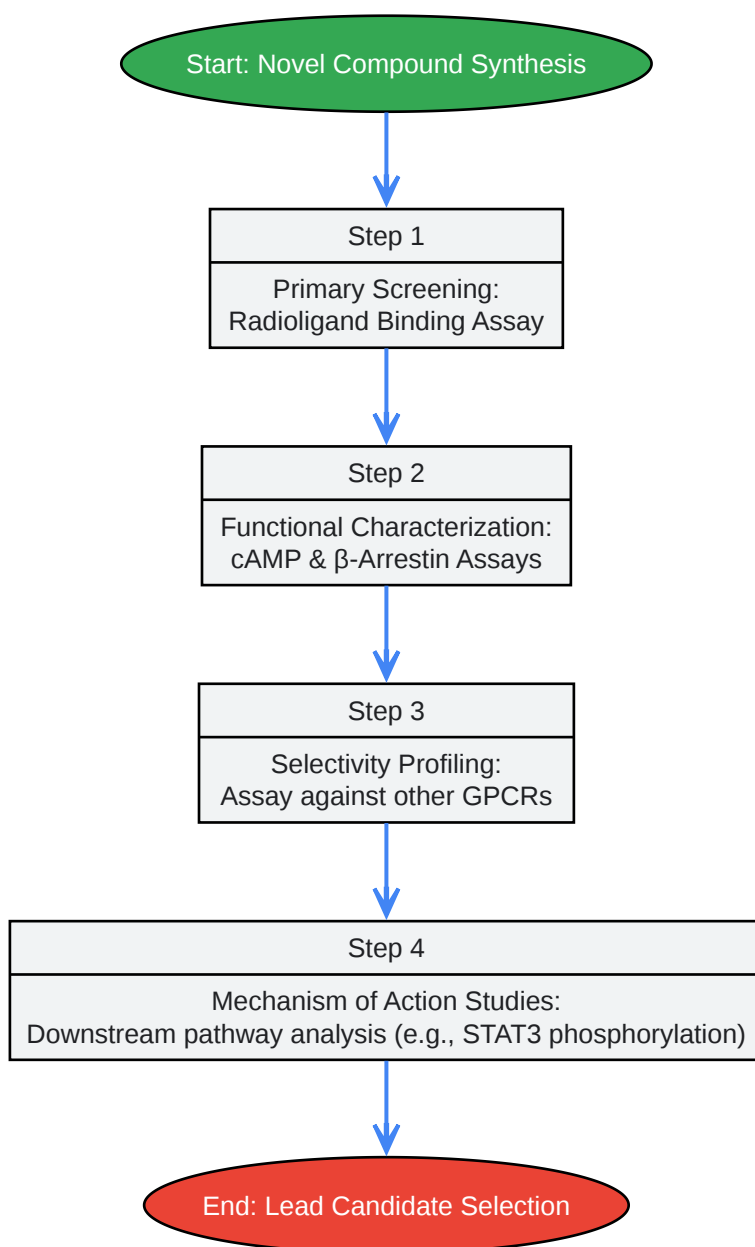 Start: Novel Compound Synthesis
Step 1
Primary Screening:
Radioligand Binding Assay
Step 2
Functional Characterization:
cAMP & β-Arrestin Assays
Step 3
Selectivity Profiling:
Assay against other GPCRs
Step 4
Mechanism of Action Studies:
Downstream pathway analysis (e.g., STAT3 phosphorylation)
End: Lead Candidate Selection